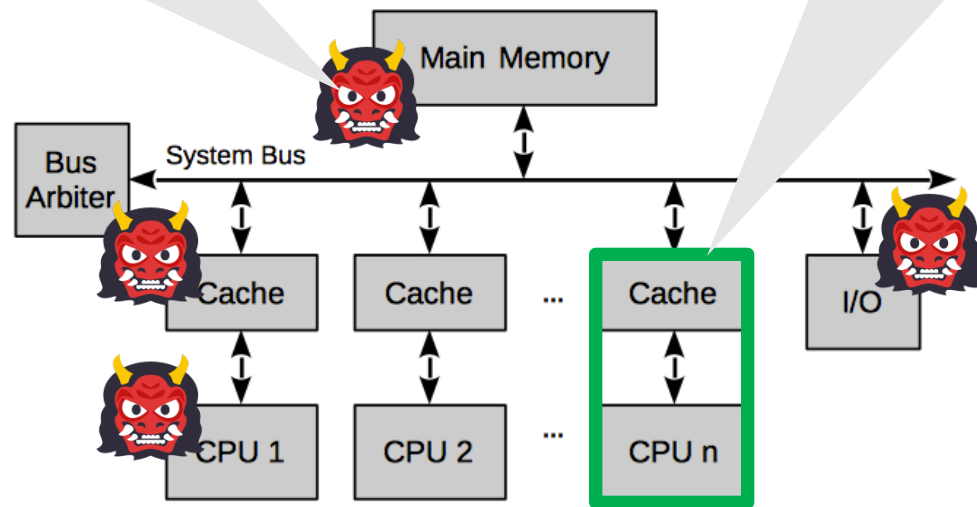 Main Memory
System Bus
Bus
Arbiter
Cache
Cache
...
Cache
I/O
CPU 1
CPU 2
...
CPU n